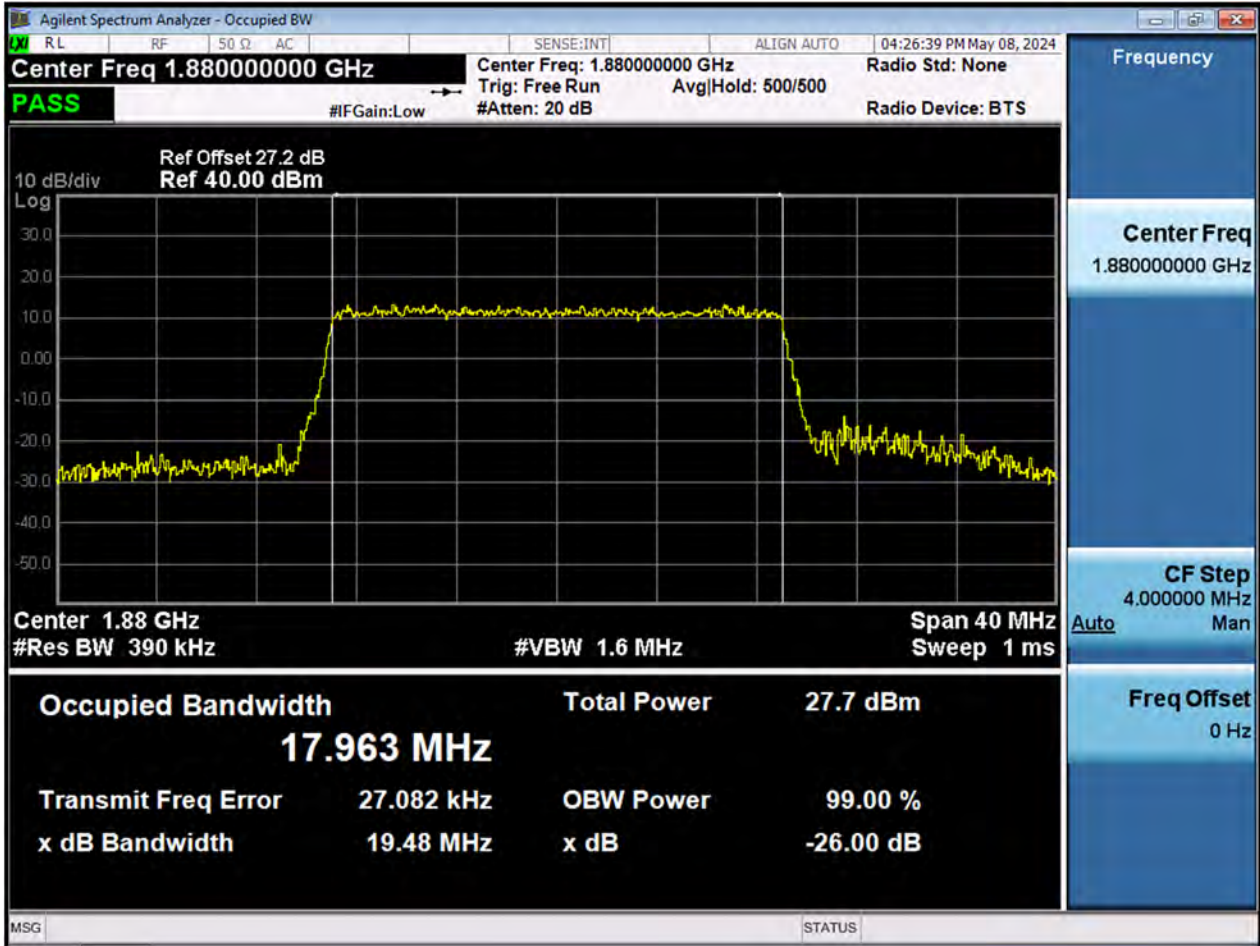 Agilent Spectrum Analyzer - Occupied BW
LXI RL RF 50 Ω AC SENSE:INT ALIGN AUTO 04:26:39 PM May 08, 2024
Center Freq 1.880000000 GHz
PASS
#IFGain:Low
Center Freq: 1.880000000 GHz
Trig: Free Run Avg|Hold: 500/500
#Atten: 20 dB
Radio Std: None
Radio Device: BTS
Ref Offset 27.2 dB
10 dB/div Ref 40.00 dBm
Log
30.0
20.0
10.0
0.00
-10.0
-20.0
-30.0
-40.0
-50.0
Center 1.88 GHz Span 40 MHz
#Res BW 390 kHz #VBW 1.6 MHz Sweep 1 ms
Occupied Bandwidth Total Power 27.7 dBm
17.963 MHz
Transmit Freq Error 27.082 kHz OBW Power 99.00 %
x dB Bandwidth 19.48 MHz x dB -26.00 dB
MSG STATUS
Frequency
Center Freq
1.880000000 GHz
CF Step
4.000000 MHz
Auto Man
Freq Offset
0 Hz